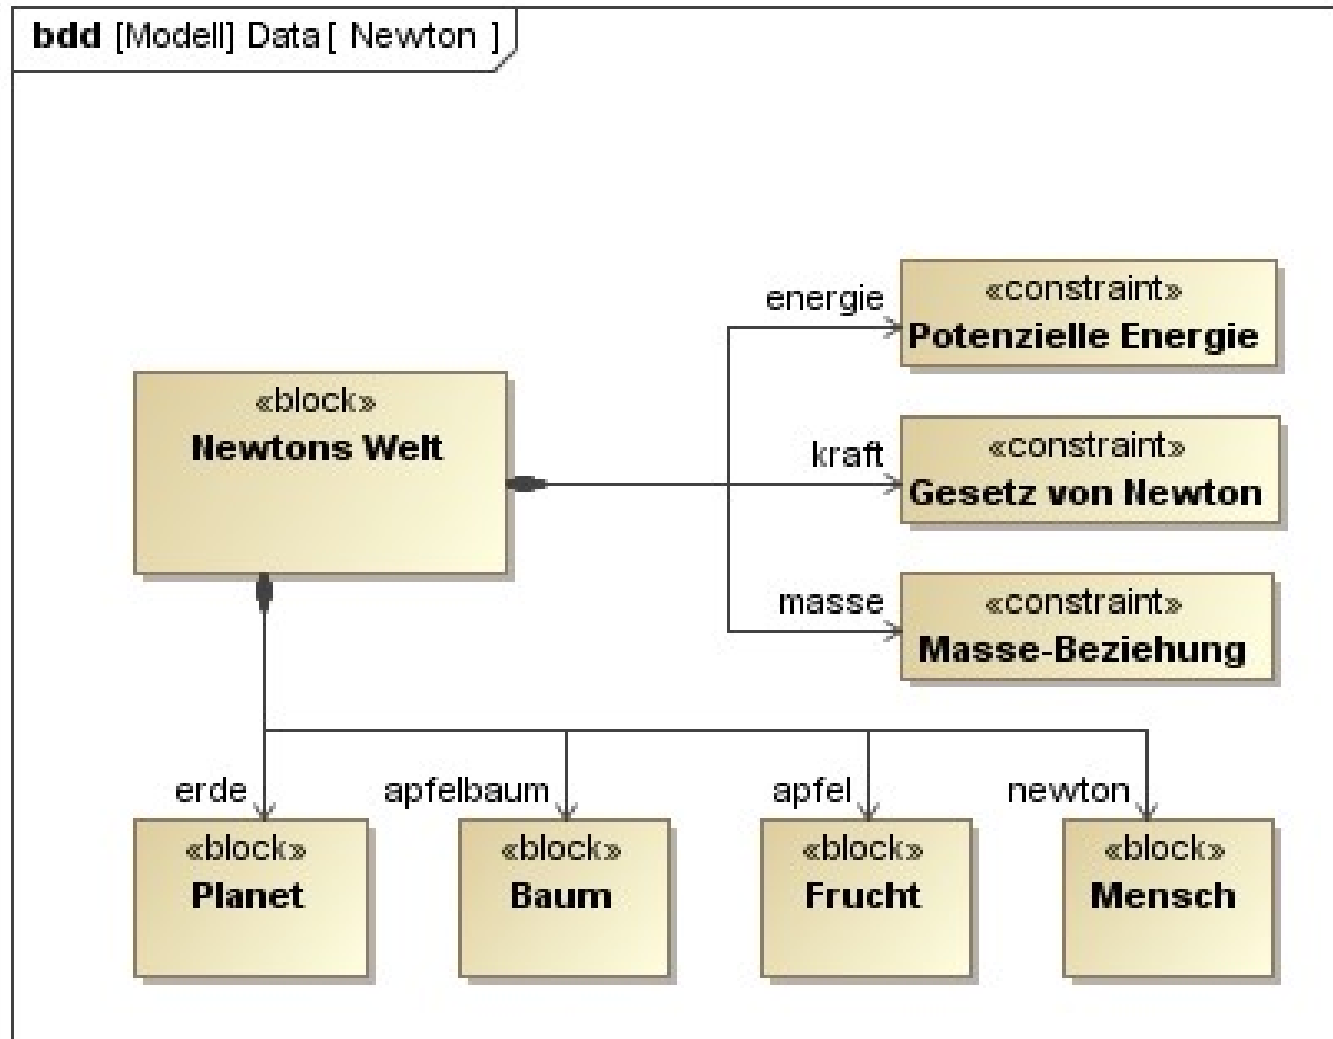 bdd [Modell] Data [ Newton ]
energie
«constraint»
Potenzielle Energie
«block»
Newtons Welt
kraft
«constraint»
Gesetz von Newton
masse
«constraint»
Masse-Beziehung
erde
apfelbaum
apfel
newton
«block»
Planet
«block»
Baum
«block»
Frucht
«block»
Mensch